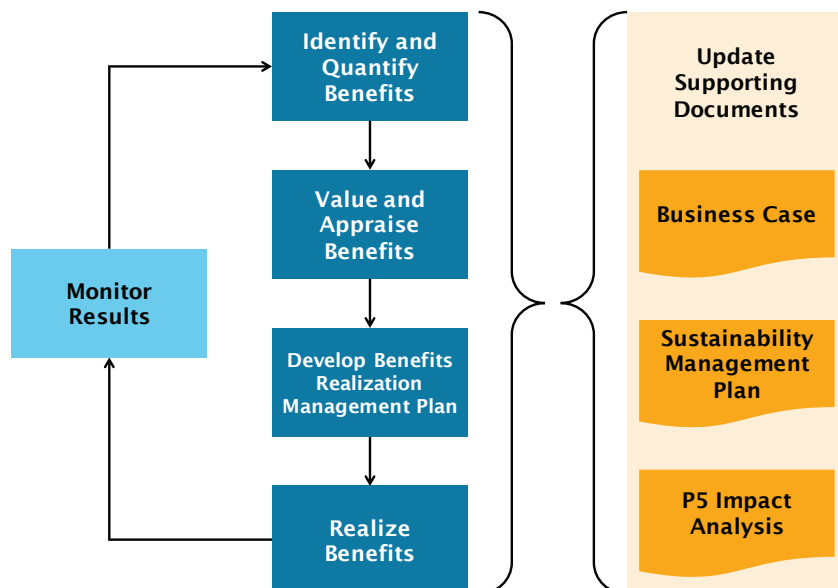 Identify and
Quantify
Benefits
Value and
Appraise
Benefits
Develop Benefits
Realization
Management Plan
Realize
Benefits
Monitor
Results
Update
Supporting
Documents
Business Case
Sustainability
Management
Plan
P5 Impact
Analysis